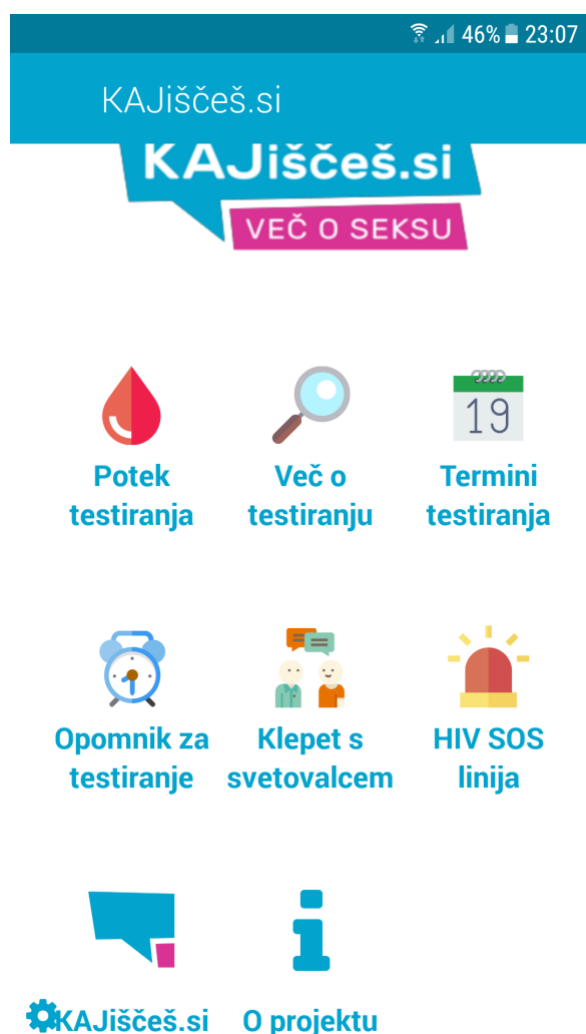 46% 23:07
KAJiščeš.si
KAJiščeš.si
VEČ O SEKSU
19
Potek
testiranja
Več o
testiranju
Termini
testiranja
Opomnik za
testiranje
Klepet s
svetovalcem
HIV SOS
linija
KAJiščeš.si
O projektu